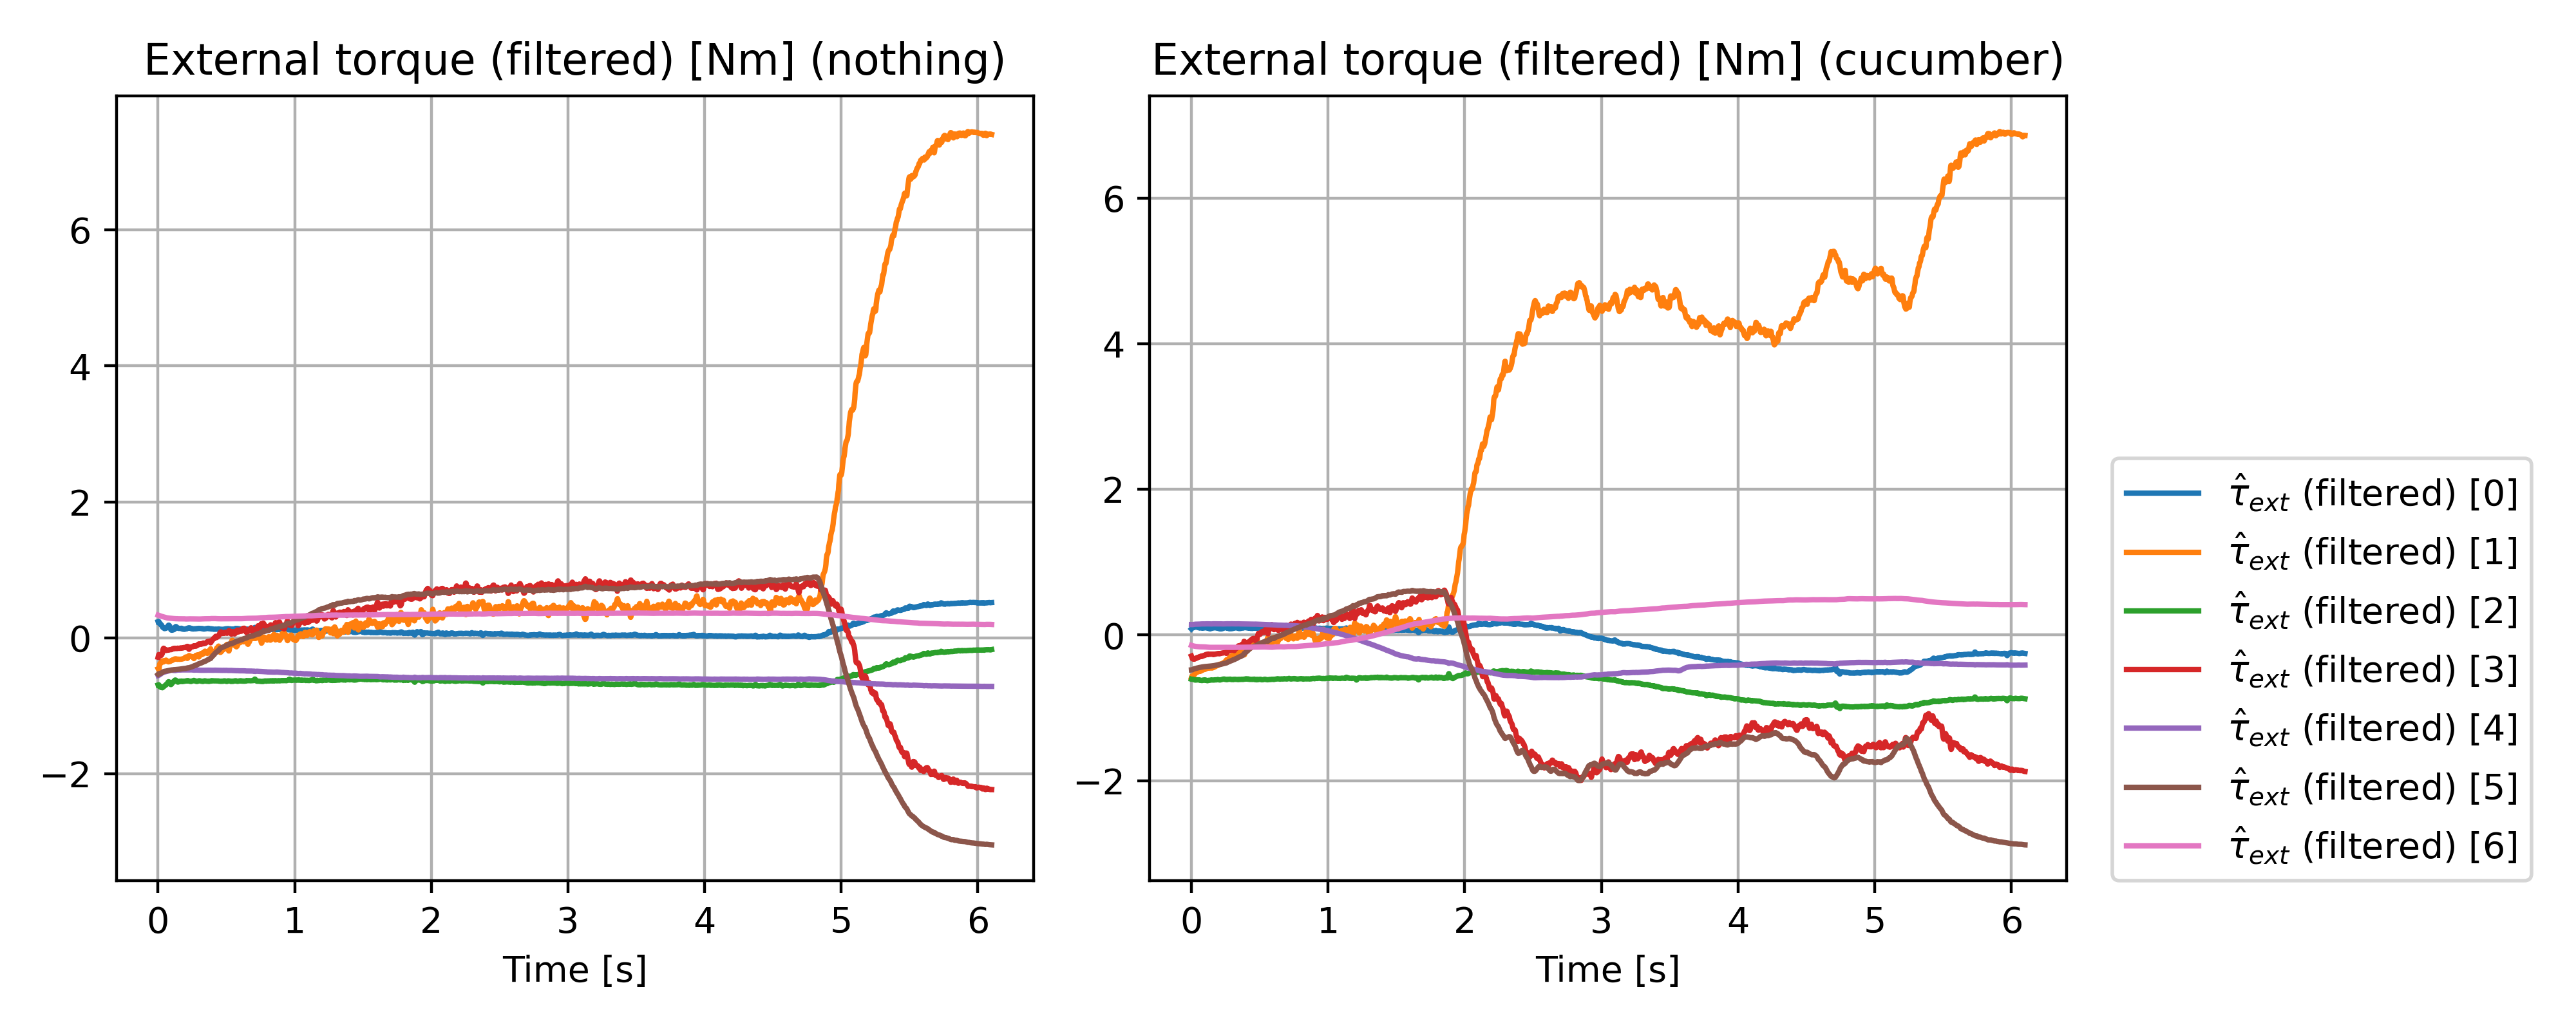 External torque (filtered) [Nm] (nothing)
6
4
2
0
−2
0 1 2 3 4 5 6
Time [s]
External torque (filtered) [Nm] (cucumber)
6
4
2
0
−2
0 1 2 3 4 5 6
Time [s]
τ̂ₑₓₜ (filtered) [0]
τ̂ₑₓₜ (filtered) [1]
τ̂ₑₓₜ (filtered) [2]
τ̂ₑₓₜ (filtered) [3]
τ̂ₑₓₜ (filtered) [4]
τ̂ₑₓₜ (filtered) [5]
τ̂ₑₓₜ (filtered) [6]